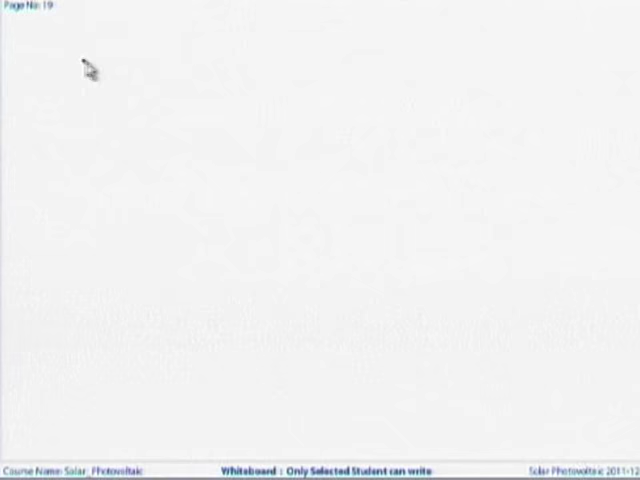 Page No: 19
Course Name: Solar_Photovoltaic
Whiteboard : Only Selected Student can write
Solar Photovoltaic 2011-12